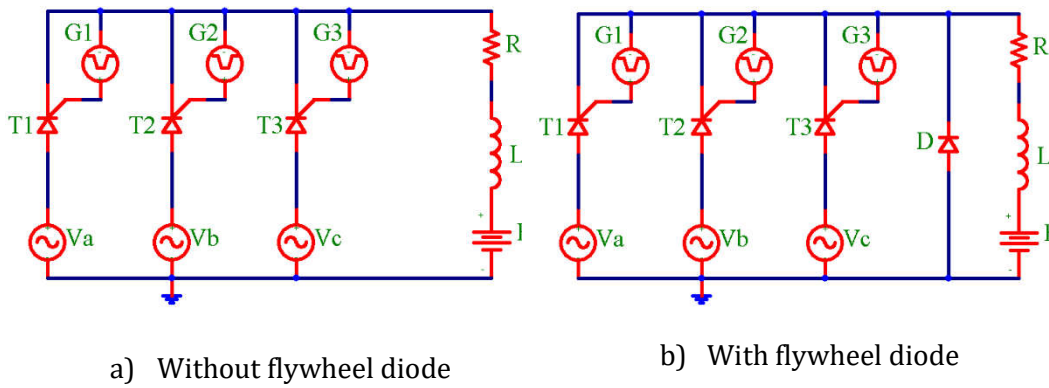 G1 G2 G3 R
T1 T2 T3 L
Va Vb Vc
+
-
a) Without flywheel diode
G1 G2 G3 R
T1 T2 T3 D L
Va Vb Vc
+
-
b) With flywheel diode